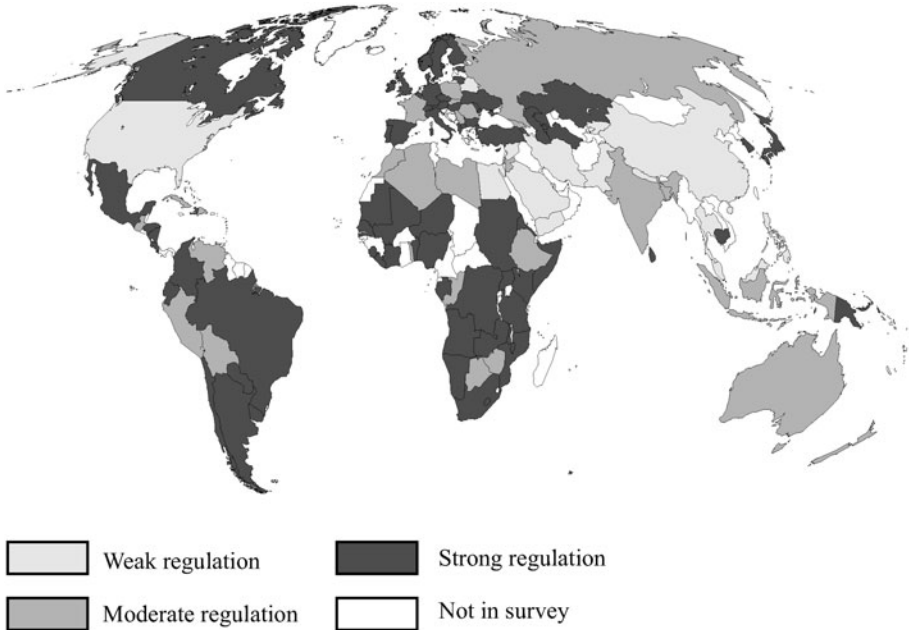 Weak regulation
Strong regulation
Moderate regulation
Not in survey